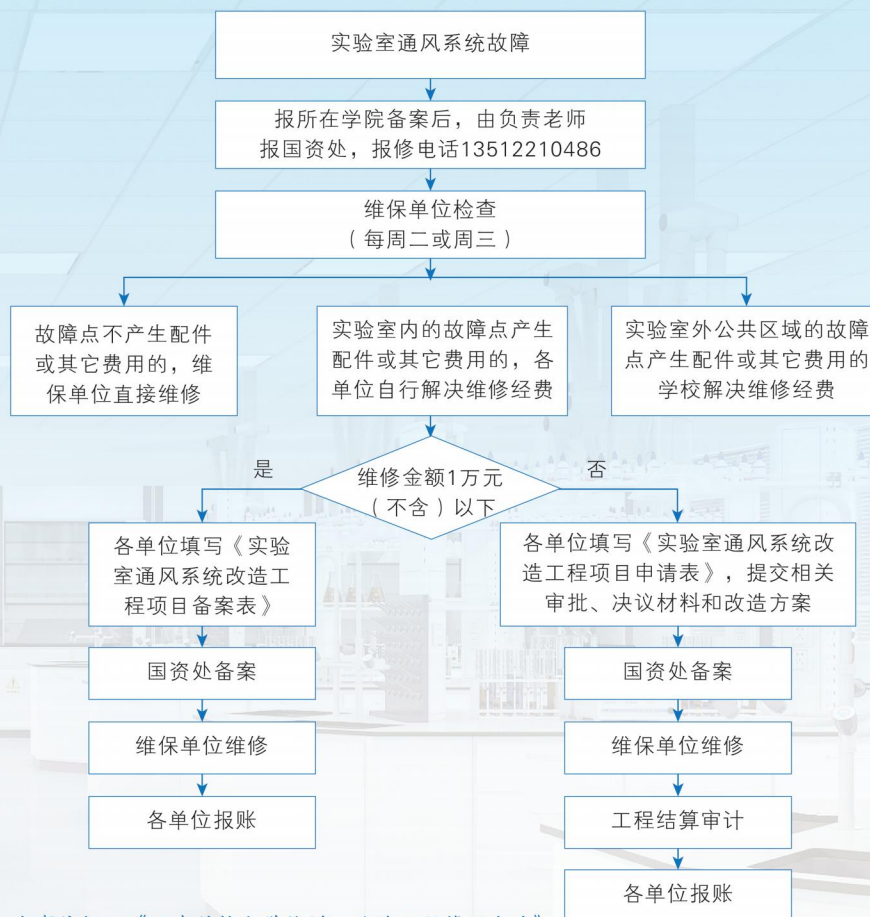 实验室通风系统故障
报所在学院备案后，由负责老师
报国资处，报修电话13512210486
维保单位检查
（每周二或周三）
故障点不产生配件
或其它费用的，维
保单位直接维修
实验室内的故障点产生
配件或其它费用的，各
单位自行解决维修经费
实验室外公共区域的故障
点产生配件或其它费用的
学校解决维修经费
维修金额1万元
（不含）以下
是
否
各单位填写《实验
室通风系统改造工
程项目备案表》
各单位填写《实验室通风系统改
造工程项目申请表》，提交相关
审批、决议材料和改造方案
国资处备案
国资处备案
维保单位维修
维保单位维修
各单位报账
工程结算审计
各单位报账